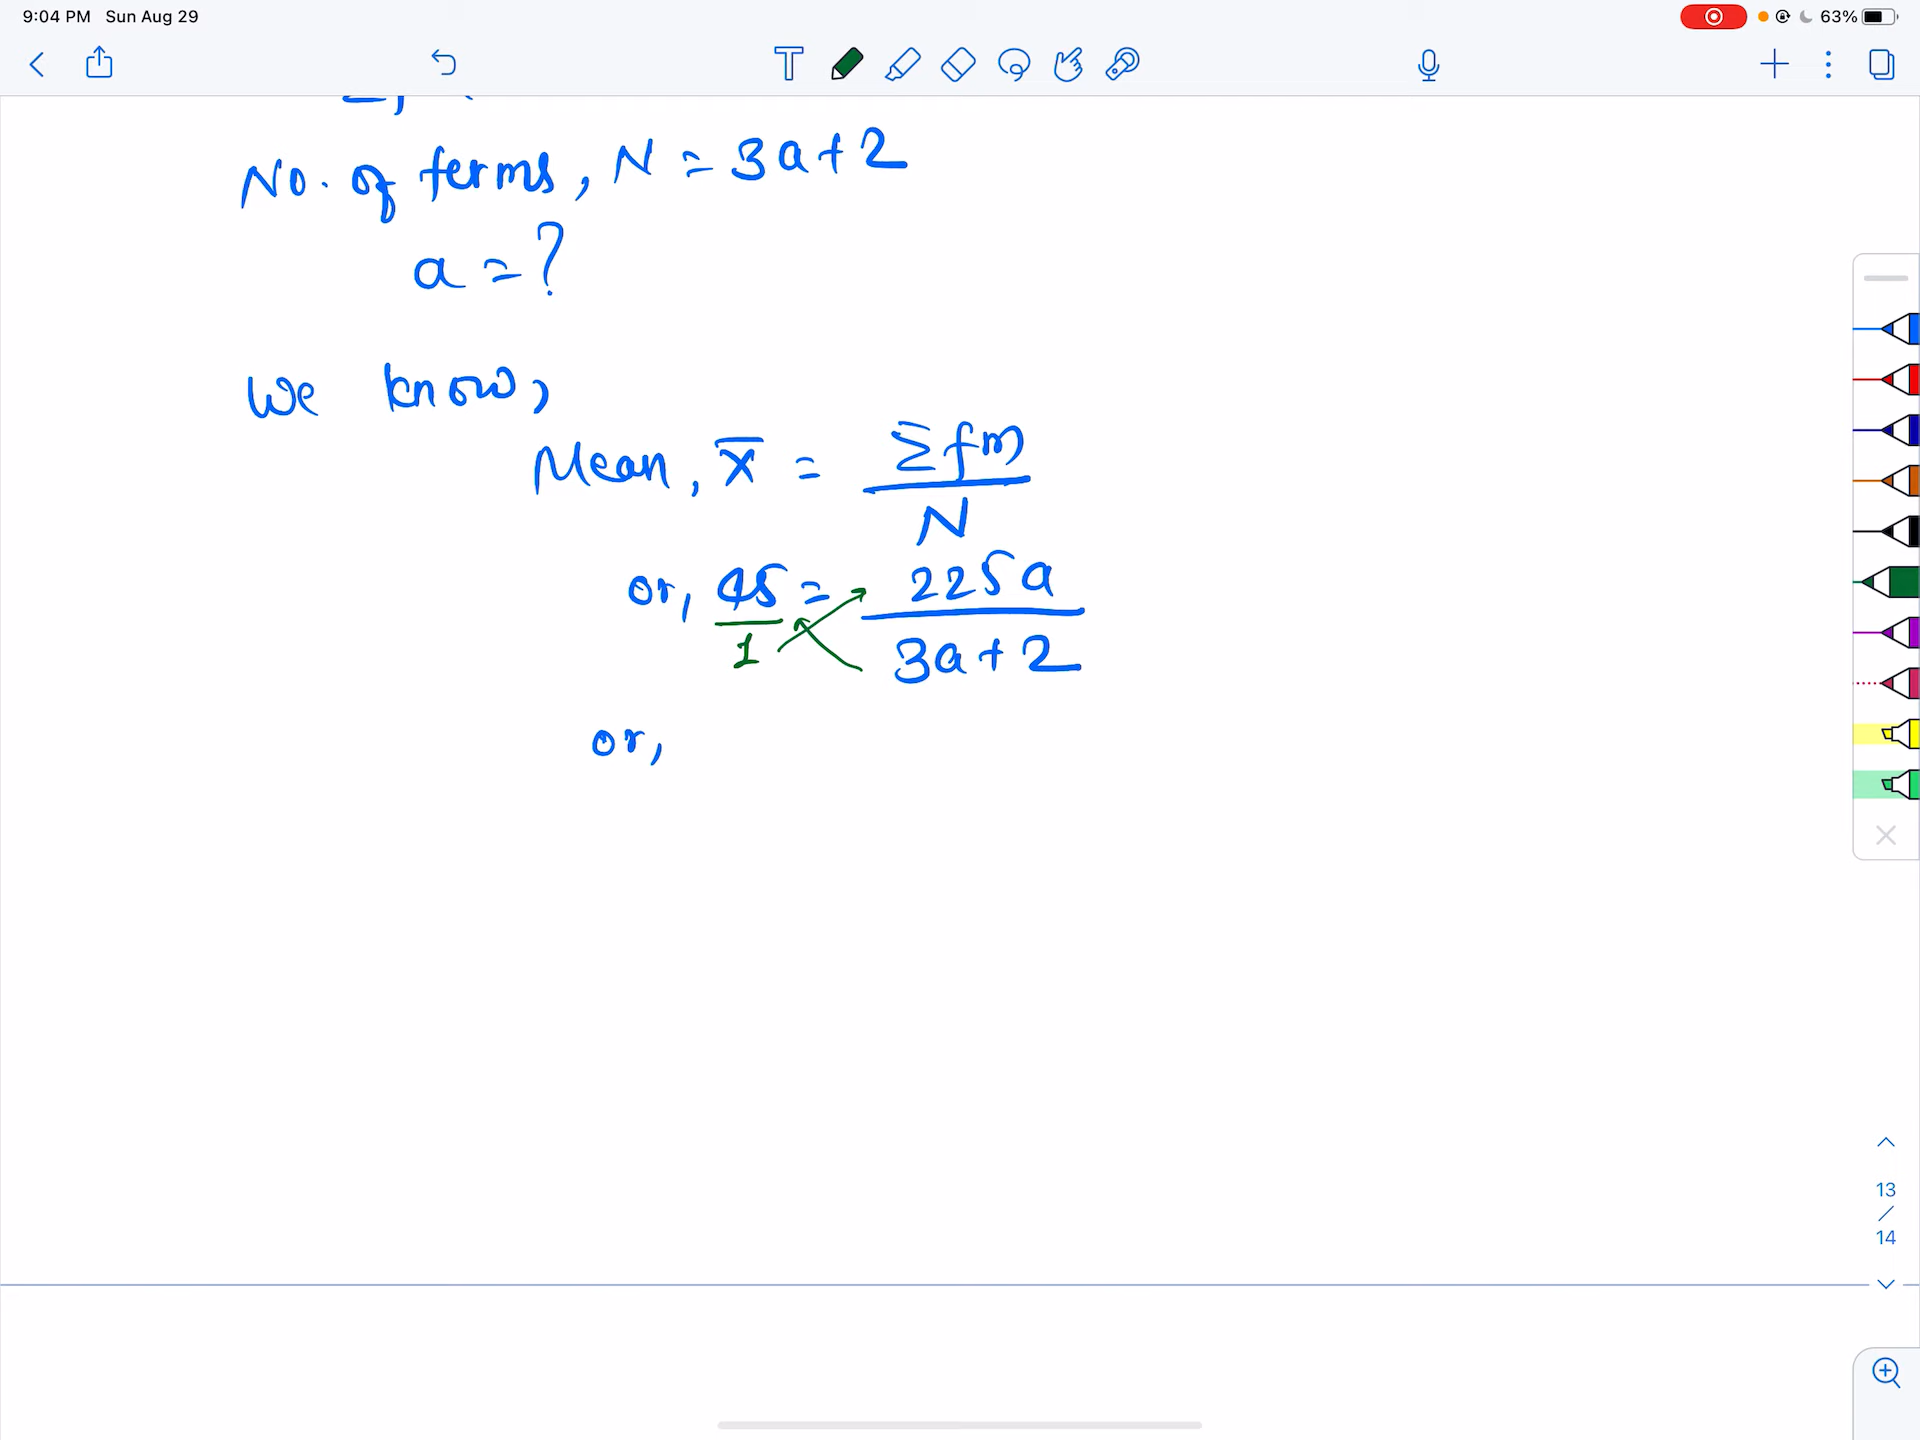 9:04 PM Sun Aug 29
63%
T
No. of terms, N = 3a+2
a = ?
We know,
Mean, x̅ = Σfm / N
or, 45/1 = 225a / 3a+2
or,
13
/
14